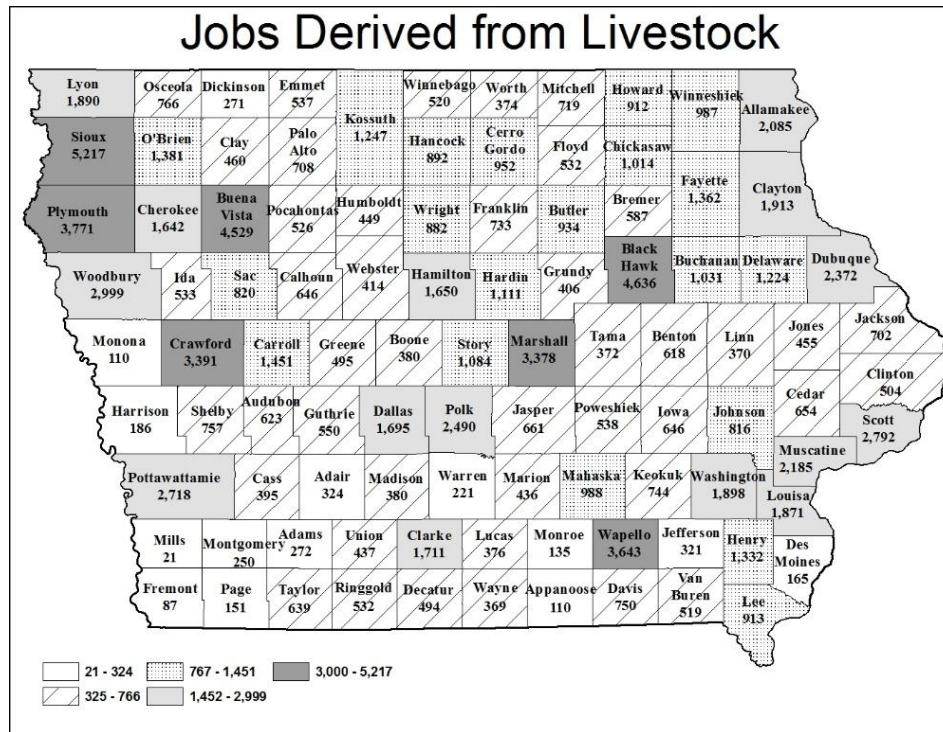 Jobs Derived from Livestock
Lyon
1,890
Osceola
766
Dickinson
271
Emmet
537
Kossuth
1,247
Winnebago
520
Worth
374
Mitchell
719
Howard
912
Winneshiek
987
Allamakee
2,085
Sioux
5,217
O'Brien
1,381
Clay
460
Palo
Alto
708
Hancock
892
Cerro
Gordo
952
Floyd
532
Chickasaw
1,014
Fayette
1,362
Clayton
1,913
Plymouth
3,771
Cherokee
1,642
Buena
Vista
4,529
Pocahontas
526
Humboldt
449
Wright
882
Franklin
733
Butler
934
Bremer
587
Woodbury
2,999
Ida
533
Sac
820
Calhoun
646
Webster
414
Hamilton
1,650
Hardin
1,111
Grundy
406
Black
Hawk
4,636
Buchanan
1,031
Delaware
1,224
Dubuque
2,372
Monona
110
Crawford
3,391
Carroll
1,451
Greene
495
Boone
380
Story
1,084
Marshall
3,378
Tama
372
Benton
618
Linn
370
Jones
455
Jackson
702
Clinton
504
Harrison
186
Shelby
757
Audubon
623
Guthrie
550
Dallas
1,695
Polk
2,490
Jasper
661
Poweshiek
538
Iowa
646
Johnson
816
Cedar
654
Scott
2,792
Muscatine
2,185
Pottawattamie
2,718
Cass
395
Adair
324
Madison
380
Warren
221
Marion
436
Mahaska
988
Keokuk
744
Washington
1,898
Louisa
1,871
Mills
21
Montgomery
250
Adams
272
Union
437
Clarke
1,711
Lucas
376
Monroe
135
Wapello
3,643
Jefferson
321
Henry
1,332
Des
Moines
165
Fremont
87
Page
151
Taylor
639
Ringgold
532
Decatur
494
Wayne
369
Appanoose
110
Davis
750
Van
Buren
519
Lee
913
21 - 324
767 - 1,451
3,000 - 5,217
325 - 766
1,452 - 2,999